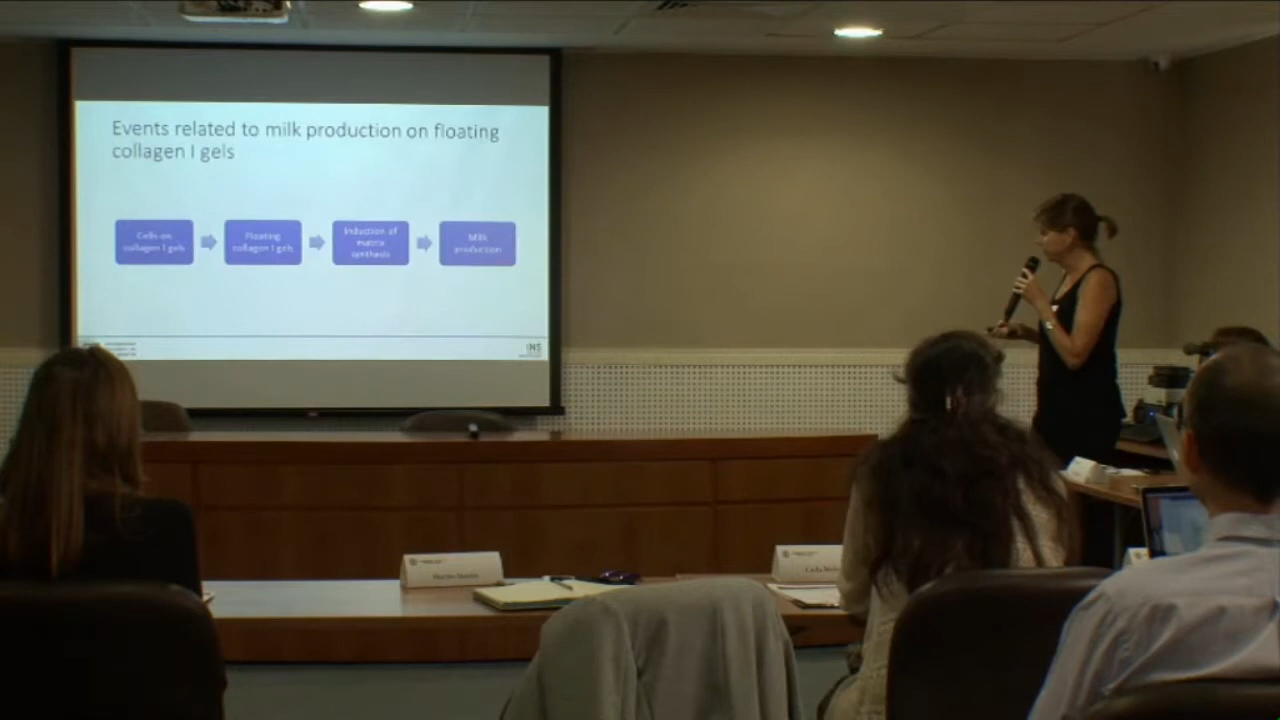 Events related to milk production on floating
collagen I gels
Cells on
collagen I gels
Floating
collagen I gels
Induction of
matrix
synthesis
Milk
production